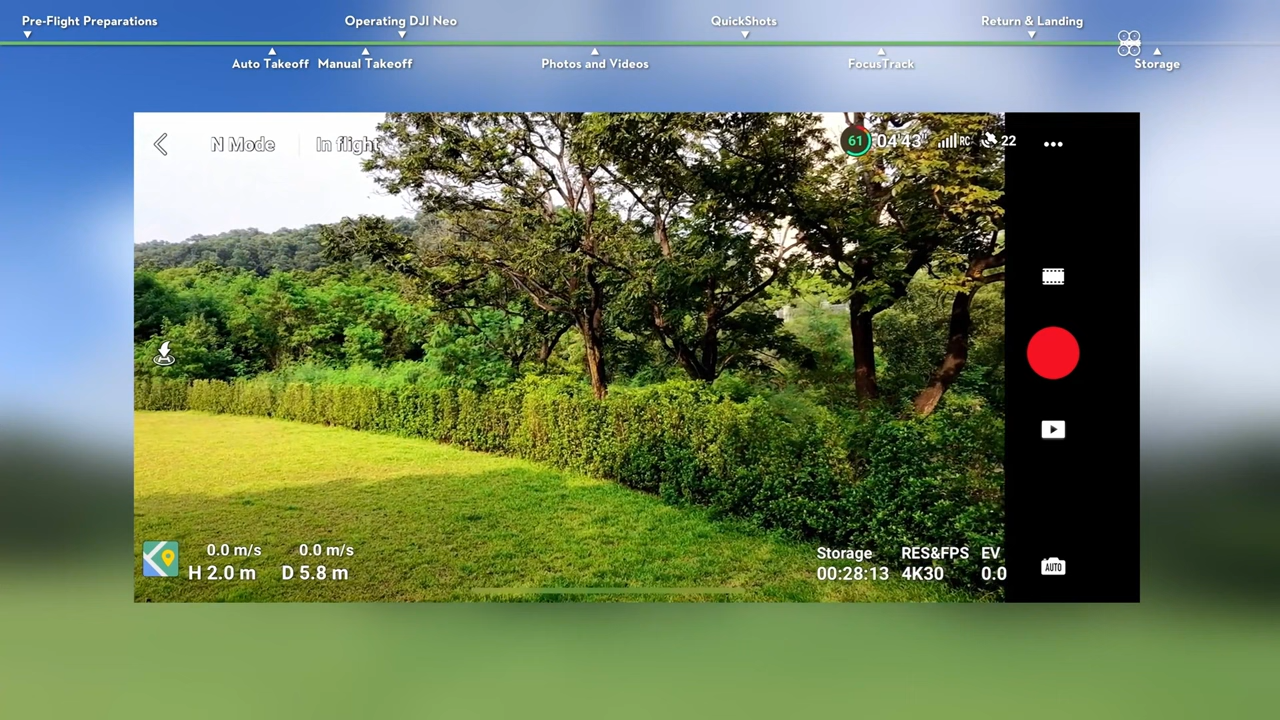 Pre-Flight Preparations
Operating DJI Neo
QuickShots
Return & Landing
Auto Takeoff
Manual Takeoff
Photos and Videos
FocusTrack
Storage
N Mode
In flight
61
04'43"
RC
22
0.0 m/s
0.0 m/s
H 2.0 m
D 5.8 m
Storage
RES&FPS
EV
00:28:13
4K30
0.0
AUTO